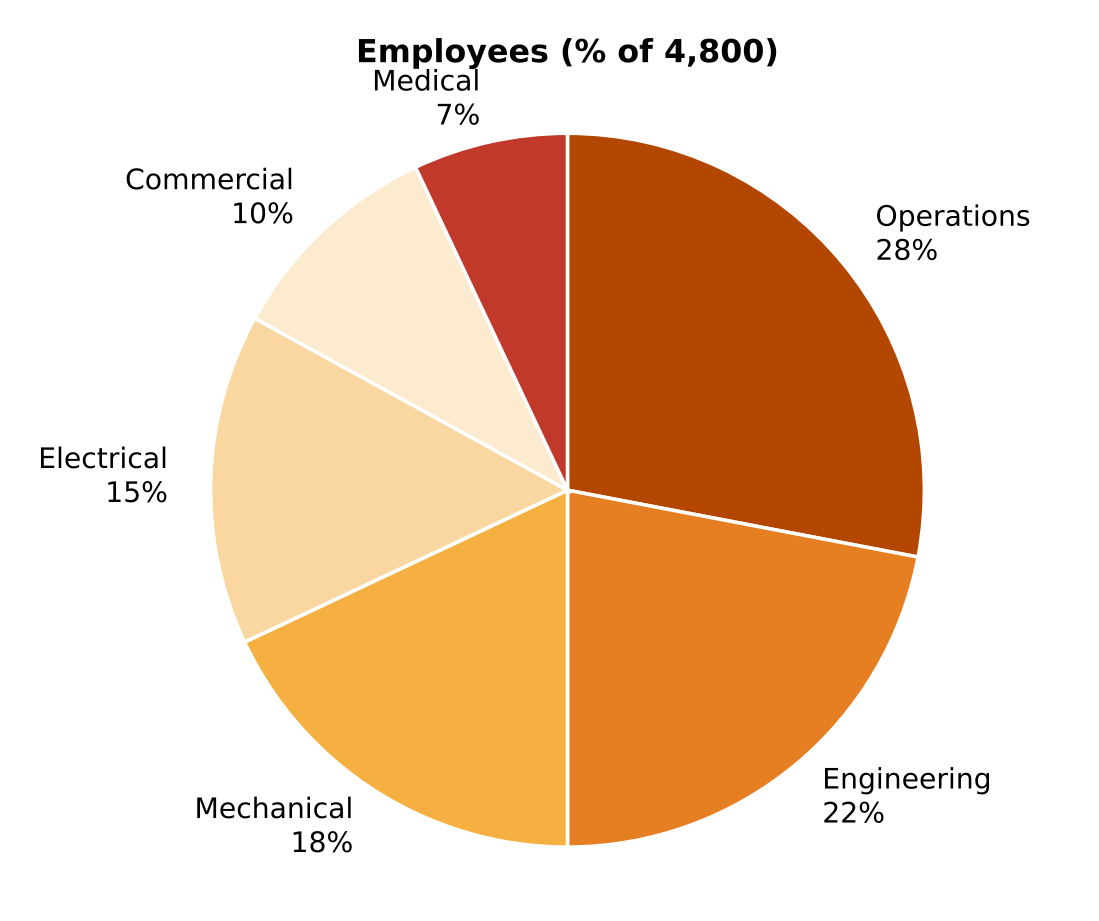 Employees (% of 4,800)
Medical
7%
Commercial
10%
Operations
28%
Electrical
15%
Engineering
22%
Mechanical
18%